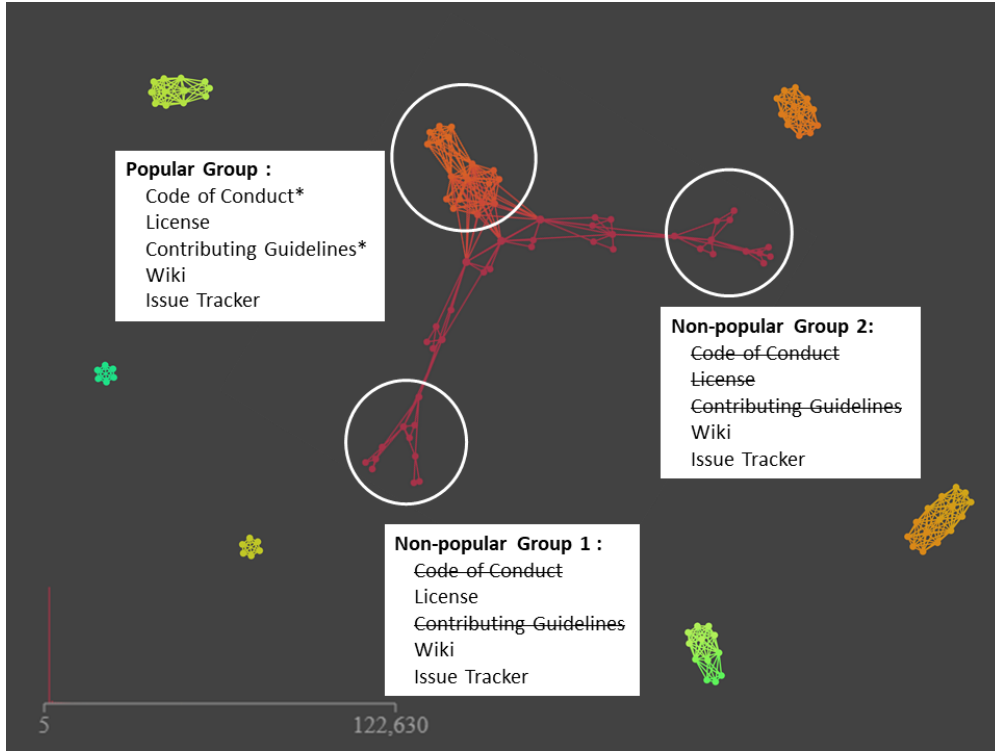 Popular Group :
Code of Conduct*
License
Contributing Guidelines*
Wiki
Issue Tracker
Non-popular Group 2:
Code of Conduct
License
Contributing Guidelines
Wiki
Issue Tracker
Non-popular Group 1 :
Code of Conduct
License
Contributing Guidelines
Wiki
Issue Tracker
5 122,630